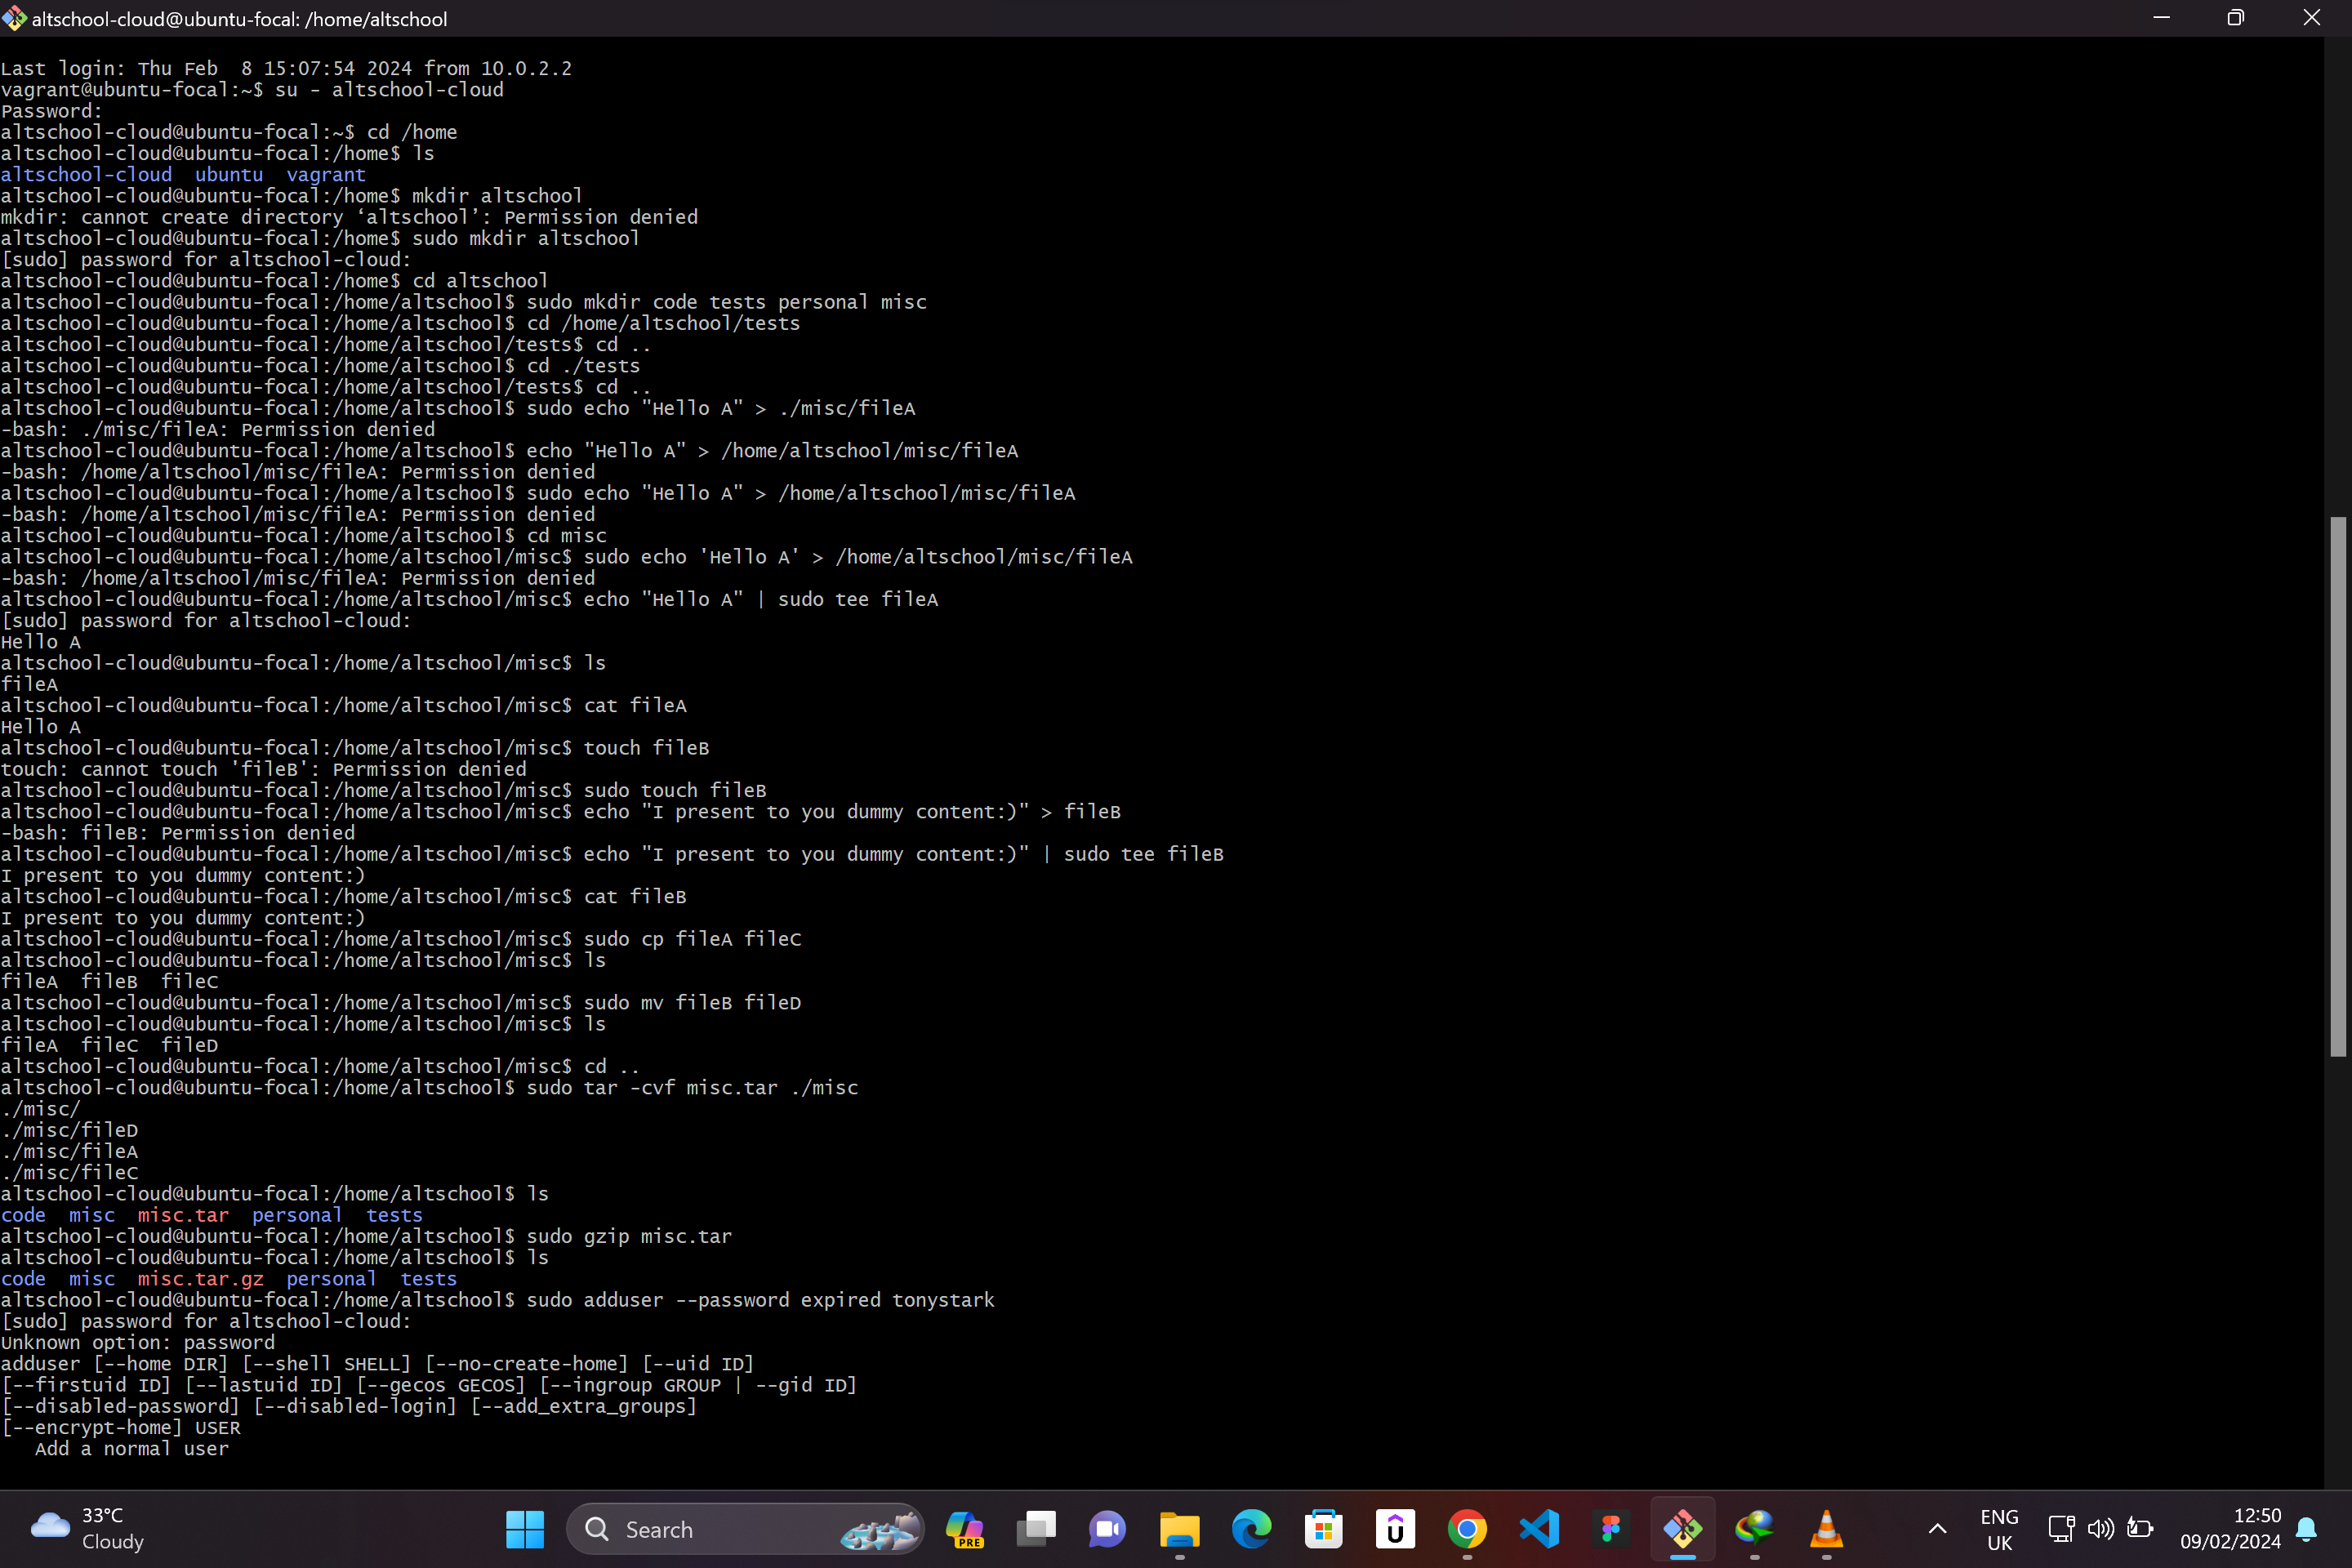 altschool-cloud@ubuntu-focal: /home/altschool
Last login: Thu Feb  8 15:07:54 2024 from 10.0.2.2
vagrant@ubuntu-focal:~$ su - altschool-cloud
Password:
altschool-cloud@ubuntu-focal:~$ cd /home
altschool-cloud@ubuntu-focal:/home$ ls
altschool-cloud  ubuntu  vagrant
altschool-cloud@ubuntu-focal:/home$ mkdir altschool
mkdir: cannot create directory ‘altschool’: Permission denied
altschool-cloud@ubuntu-focal:/home$ sudo mkdir altschool
[sudo] password for altschool-cloud:
altschool-cloud@ubuntu-focal:/home$ cd altschool
altschool-cloud@ubuntu-focal:/home/altschool$ sudo mkdir code tests personal misc
altschool-cloud@ubuntu-focal:/home/altschool$ cd /home/altschool/tests
altschool-cloud@ubuntu-focal:/home/altschool/tests$ cd ..
altschool-cloud@ubuntu-focal:/home/altschool$ cd ./tests
altschool-cloud@ubuntu-focal:/home/altschool/tests$ cd ..
altschool-cloud@ubuntu-focal:/home/altschool$ sudo echo "Hello A" > ./misc/fileA
-bash: ./misc/fileA: Permission denied
altschool-cloud@ubuntu-focal:/home/altschool$ echo "Hello A" > /home/altschool/misc/fileA
-bash: /home/altschool/misc/fileA: Permission denied
altschool-cloud@ubuntu-focal:/home/altschool$ sudo echo "Hello A" > /home/altschool/misc/fileA
-bash: /home/altschool/misc/fileA: Permission denied
altschool-cloud@ubuntu-focal:/home/altschool$ cd misc
altschool-cloud@ubuntu-focal:/home/altschool/misc$ sudo echo 'Hello A' > /home/altschool/misc/fileA
-bash: /home/altschool/misc/fileA: Permission denied
altschool-cloud@ubuntu-focal:/home/altschool/misc$ echo "Hello A" | sudo tee fileA
[sudo] password for altschool-cloud:
Hello A
altschool-cloud@ubuntu-focal:/home/altschool/misc$ ls
fileA
altschool-cloud@ubuntu-focal:/home/altschool/misc$ cat fileA
Hello A
altschool-cloud@ubuntu-focal:/home/altschool/misc$ touch fileB
touch: cannot touch 'fileB': Permission denied
altschool-cloud@ubuntu-focal:/home/altschool/misc$ sudo touch fileB
altschool-cloud@ubuntu-focal:/home/altschool/misc$ echo "I present to you dummy content:)" > fileB
-bash: fileB: Permission denied
altschool-cloud@ubuntu-focal:/home/altschool/misc$ echo "I present to you dummy content:)" | sudo tee fileB
I present to you dummy content:)
altschool-cloud@ubuntu-focal:/home/altschool/misc$ cat fileB
I present to you dummy content:)
altschool-cloud@ubuntu-focal:/home/altschool/misc$ sudo cp fileA fileC
altschool-cloud@ubuntu-focal:/home/altschool/misc$ ls
fileA  fileB  fileC
altschool-cloud@ubuntu-focal:/home/altschool/misc$ sudo mv fileB fileD
altschool-cloud@ubuntu-focal:/home/altschool/misc$ ls
fileA  fileC  fileD
altschool-cloud@ubuntu-focal:/home/altschool/misc$ cd ..
altschool-cloud@ubuntu-focal:/home/altschool$ sudo tar -cvf misc.tar ./misc
./misc/
./misc/fileD
./misc/fileA
./misc/fileC
altschool-cloud@ubuntu-focal:/home/altschool$ ls
code  misc  misc.tar  personal  tests
altschool-cloud@ubuntu-focal:/home/altschool$ sudo gzip misc.tar
altschool-cloud@ubuntu-focal:/home/altschool$ ls
code  misc  misc.tar.gz  personal  tests
altschool-cloud@ubuntu-focal:/home/altschool$ sudo adduser --password expired tonystark
[sudo] password for altschool-cloud:
Unknown option: password
adduser [--home DIR] [--shell SHELL] [--no-create-home] [--uid ID]
[--firstuid ID] [--lastuid ID] [--gecos GECOS] [--ingroup GROUP | --gid ID]
[--disabled-password] [--disabled-login] [--add_extra_groups]
[--encrypt-home] USER
   Add a normal user
33°C
Cloudy
Search
PRE
ENG
UK
12:50
09/02/2024